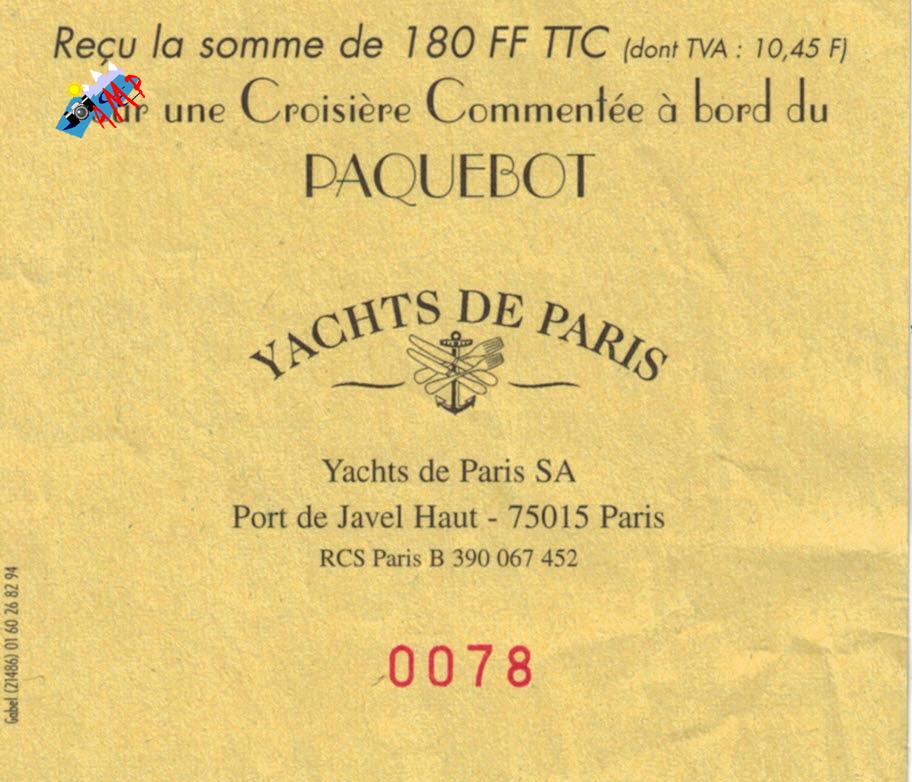 Reçu la somme de 180 FF TTC (dont TVA : 10,45 F)
une Croisière Commentée à bord du
PAQUEBOT
YACHTS DE PARIS
Yachts de Paris SA
Port de Javel Haut - 75015 Paris
RCS Paris B 390 067 452
0078
Gabel (21486) 01 60 26 82 94